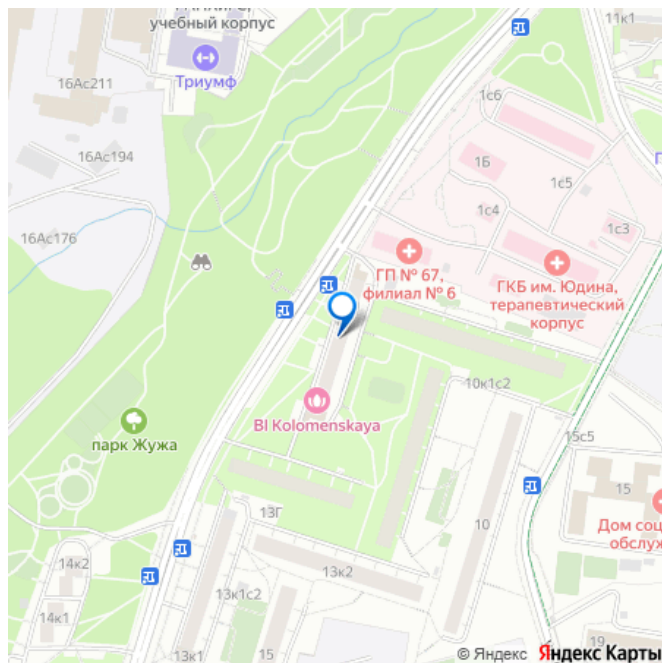 учебный корпус
Триумф
16Ас211
16Ас194
16Ас176
11к1
1с6
1Б
1с5
1с4
1с3
ГП № 67,
филиал № 6
ГКБ им. Юдина,
терапевтический
корпус
BI Kolomenskaya
парк Жужа
10к1с2
15с5
15
Дом соц
обслуж
10
13Г
13к2
13к1с2
14к2
14к1
13к1
15
19
© Яндекс Яндекс Карты